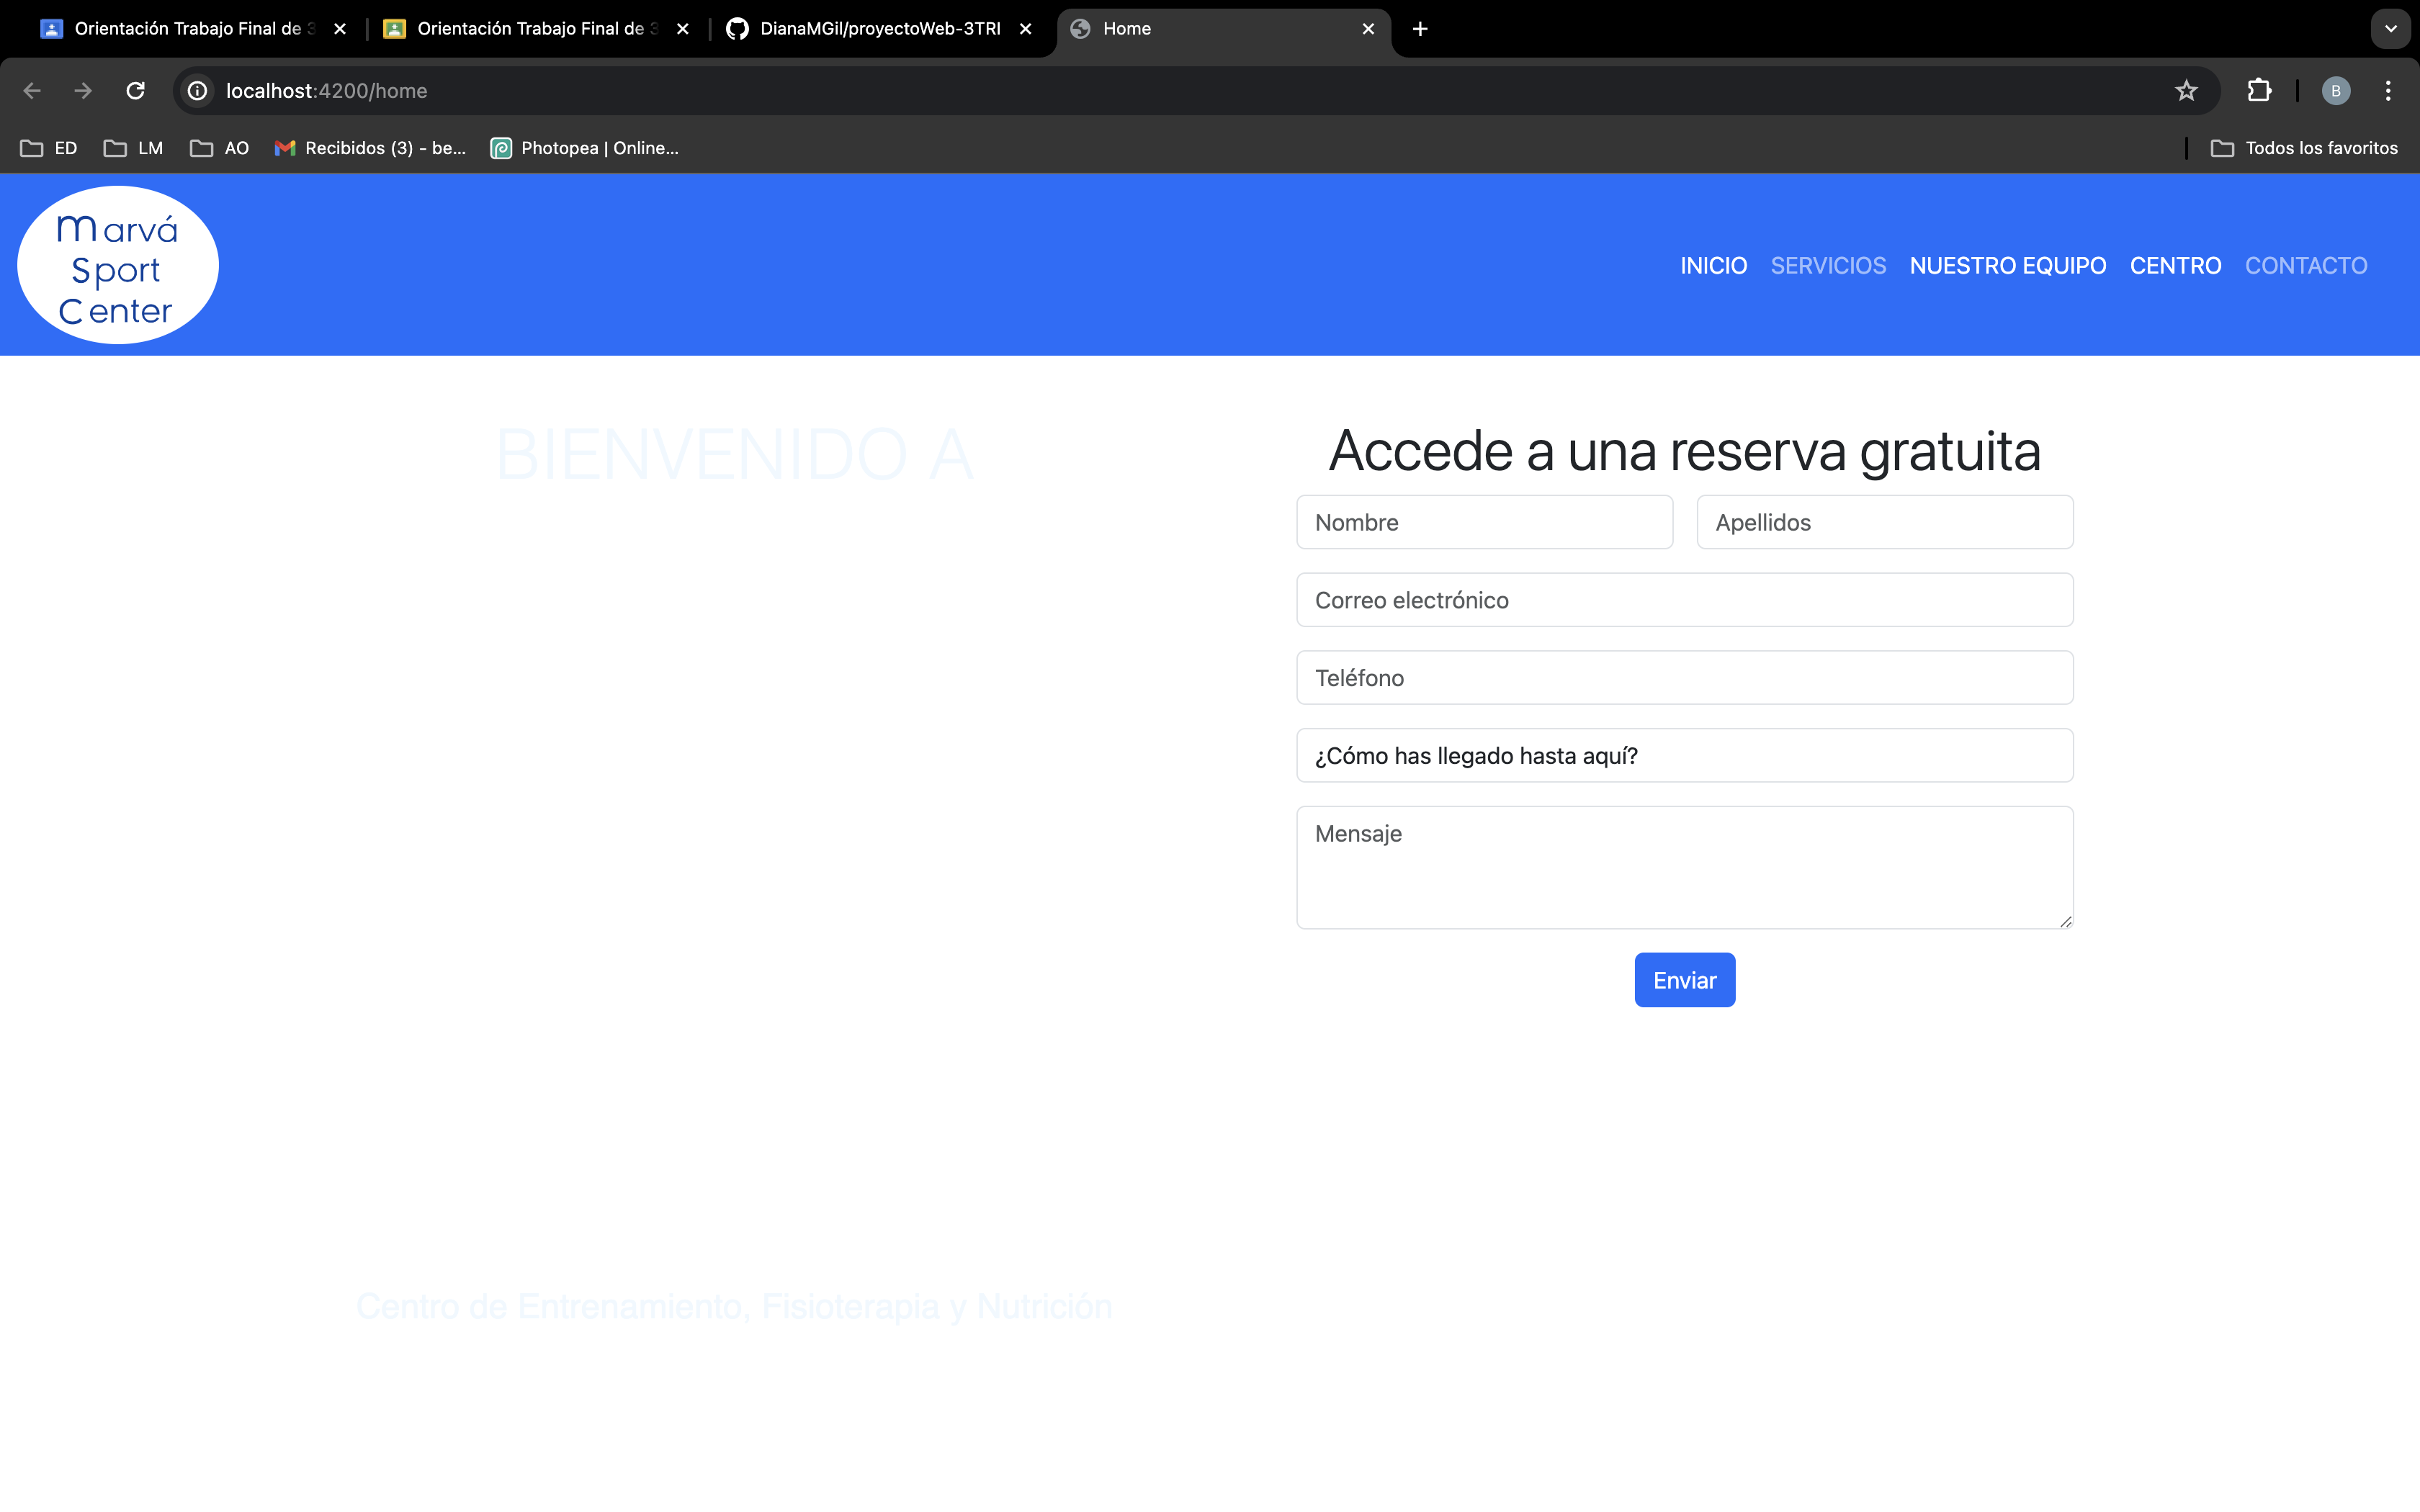 Orientación Trabajo Final de 3
Orientación Trabajo Final de 3
DianaMGil/proyectoWeb-3TRI
Home
localhost:4200/home
B
ED
LM
AO
Recibidos (3) - be...
Photopea | Online...
Todos los favoritos
marvá
Sport
Center
INICIO SERVICIOS NUESTRO EQUIPO CENTRO CONTACTO
BIENVENIDO A
Accede a una reserva gratuita
Nombre
Apellidos
Correo electrónico
Teléfono
¿Cómo has llegado hasta aquí?
Mensaje
Enviar
Centro de Entrenamiento, Fisioterapia y Nutrición